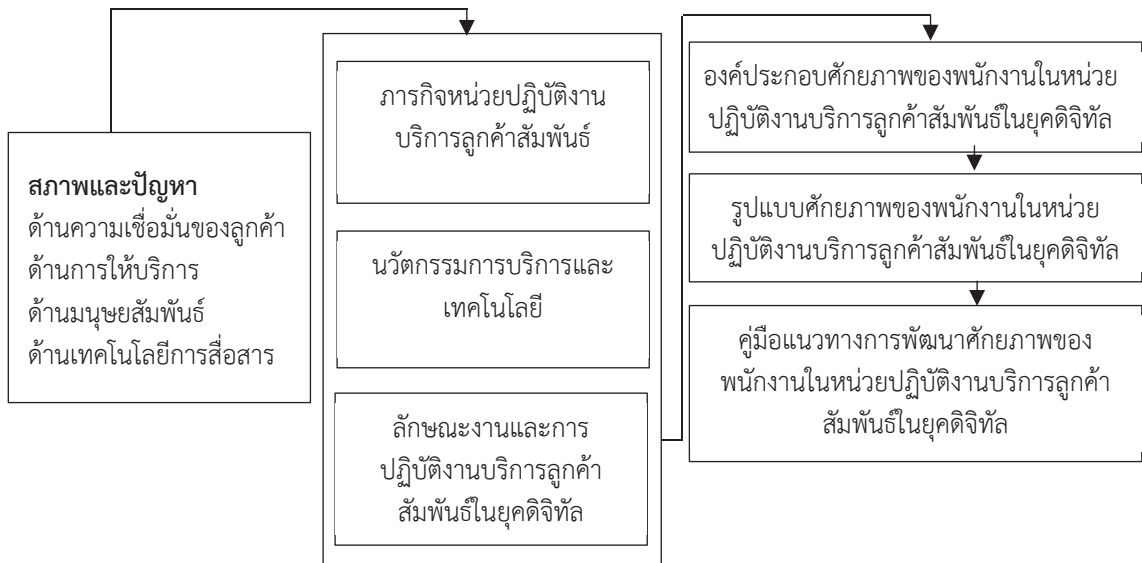 สภาพและปัญหา
ด้านความเชื่อมั่นของลูกค้า
ด้านการให้บริการ
ด้านมนุษยสัมพันธ์
ด้านเทคโนโลยีการสื่อสาร
ภารกิจหน่วยปฏิบัติงาน
บริการลูกค้าสัมพันธ์
นวัตกรรมการบริการและ
เทคโนโลยี
ลักษณะงานและการ
ปฏิบัติงานบริการลูกค้า
สัมพันธ์ในยุคดิจิทัล
องค์ประกอบศักยภาพของพนักงานในหน่วย
ปฏิบัติงานบริการลูกค้าสัมพันธ์ในยุคดิจิทัล
รูปแบบศักยภาพของพนักงานในหน่วย
ปฏิบัติงานบริการลูกค้าสัมพันธ์ในยุคดิจิทัล
คู่มือแนวทางการพัฒนาศักยภาพของ
พนักงานในหน่วยปฏิบัติงานบริการลูกค้า
สัมพันธ์ในยุคดิจิทัล